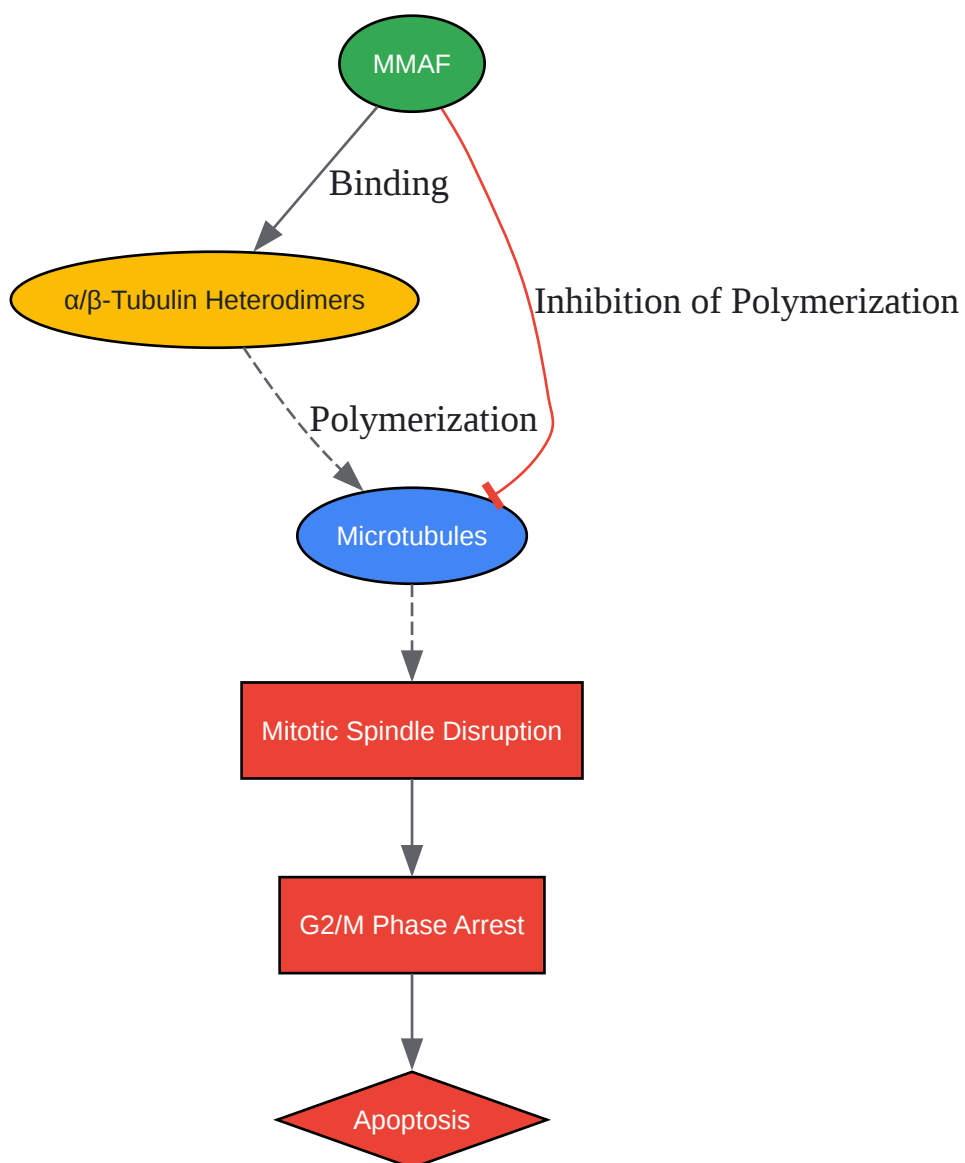 MMAF
Binding
α/β-Tubulin Heterodimers
Inhibition of Polymerization
Polymerization
Microtubules
Mitotic Spindle Disruption
G2/M Phase Arrest
Apoptosis